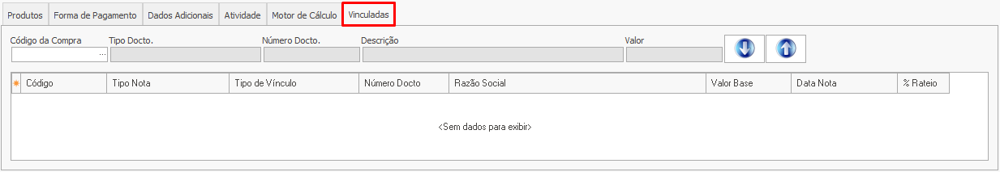 Produtos Forma de Pagamento Dados Adicionais Atividade Motor de Cálculo Vinculadas
Código da Compra Tipo Docto. Número Docto. Descrição Valor
...
Código Tipo Nota Tipo de Vínculo Número Docto Razão Social Valor Base Data Nota % Rateio
<Sem dados para exibir>